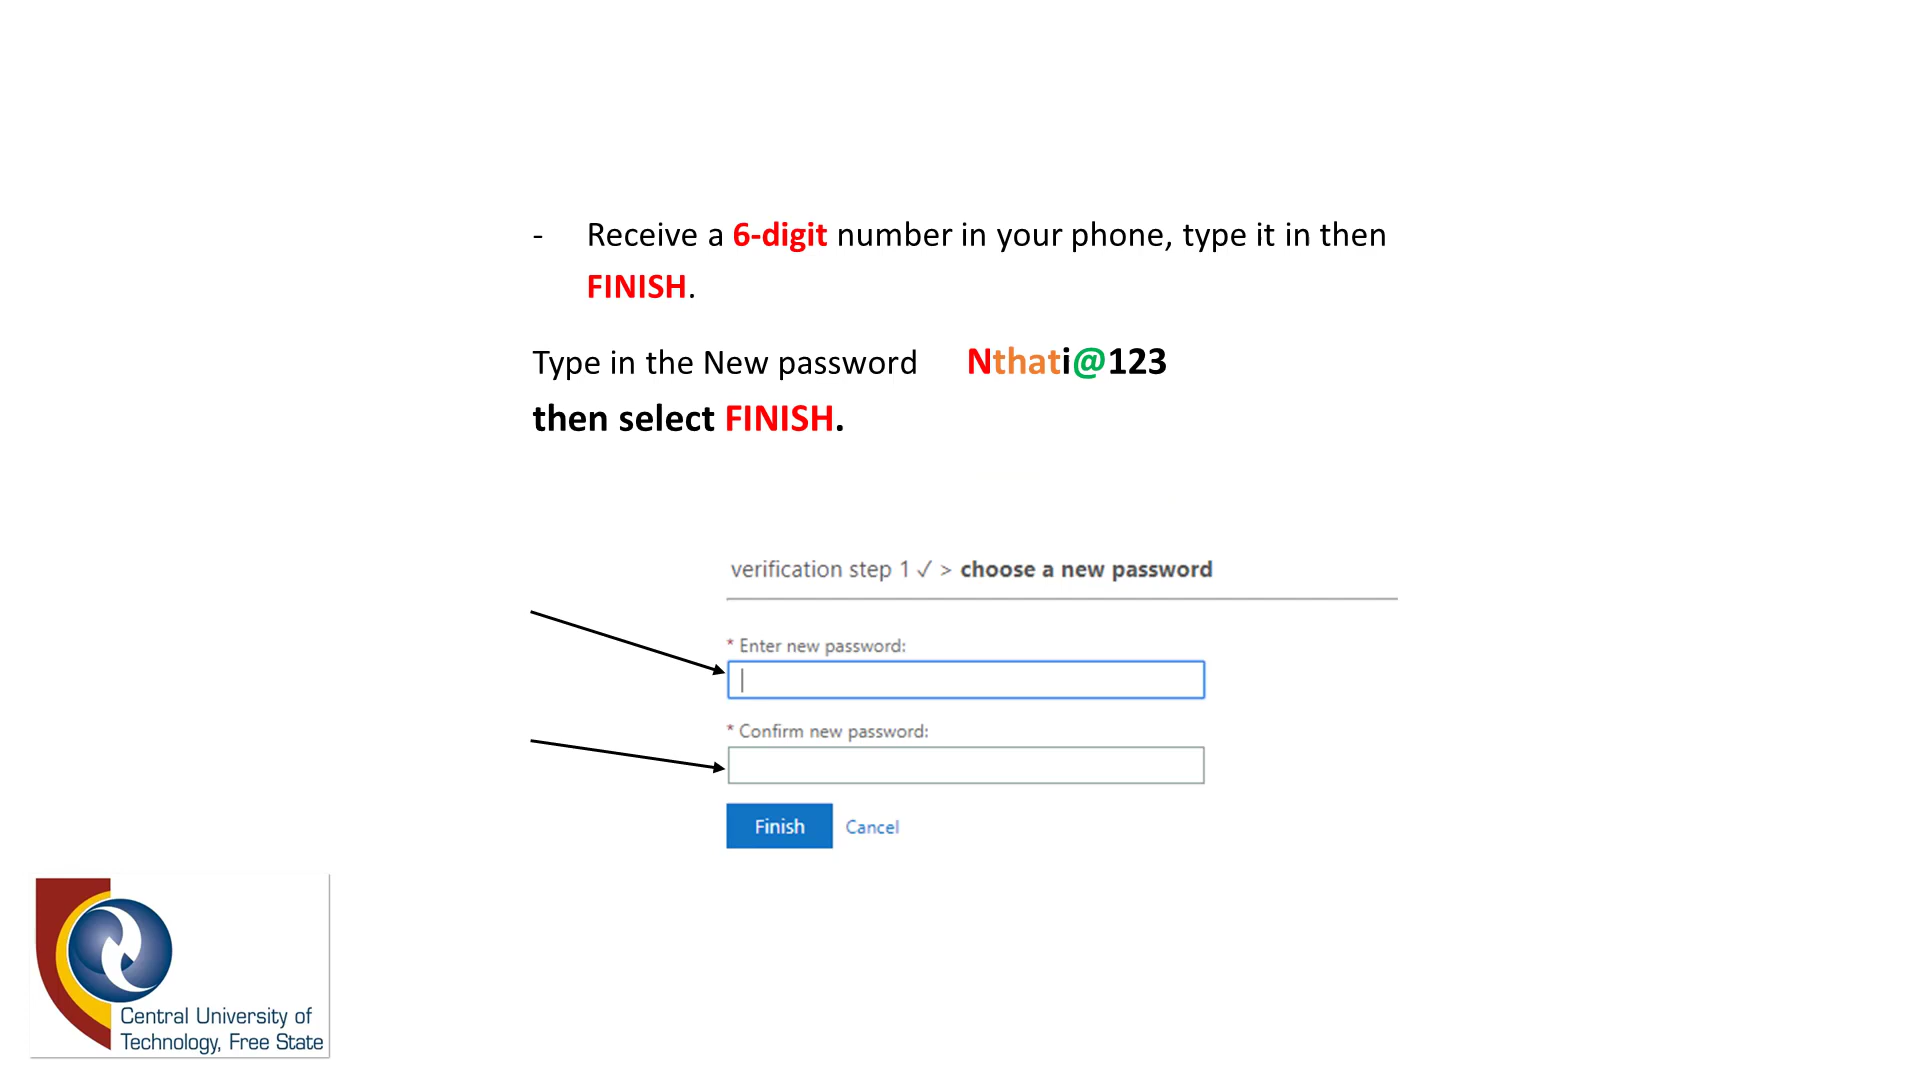 - Receive a 6-digit number in your phone, type it in then
FINISH.
Type in the New password Nthati@123
then select FINISH.
verification step 1 ✓ > choose a new password
* Enter new password:
* Confirm new password:
Finish Cancel
Central University of
Technology, Free State